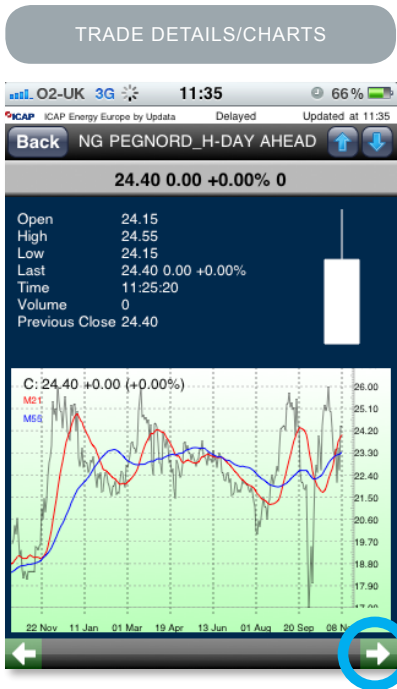 TRADE DETAILS/CHARTS
O2-UK 3G 11:35 66%
ICAP ICAP Energy Europe by Updata Delayed Updated at 11:35
Back NG PEGNORD_H-DAY AHEAD
24.40 0.00 +0.00% 0
Open 24.15
High 24.55
Low 24.15
Last 24.40 0.00 +0.00%
Time 11:25:20
Volume 0
Previous Close 24.40
C: 24.40 +0.00 (+0.00%)
M21
M55
26.00
25.10
24.20
23.30
22.40
21.50
20.60
19.70
18.80
17.90
17.00
22 Nov 11 Jan 01 Mar 19 Apr 13 Jun 01 Aug 20 Sep 08 N